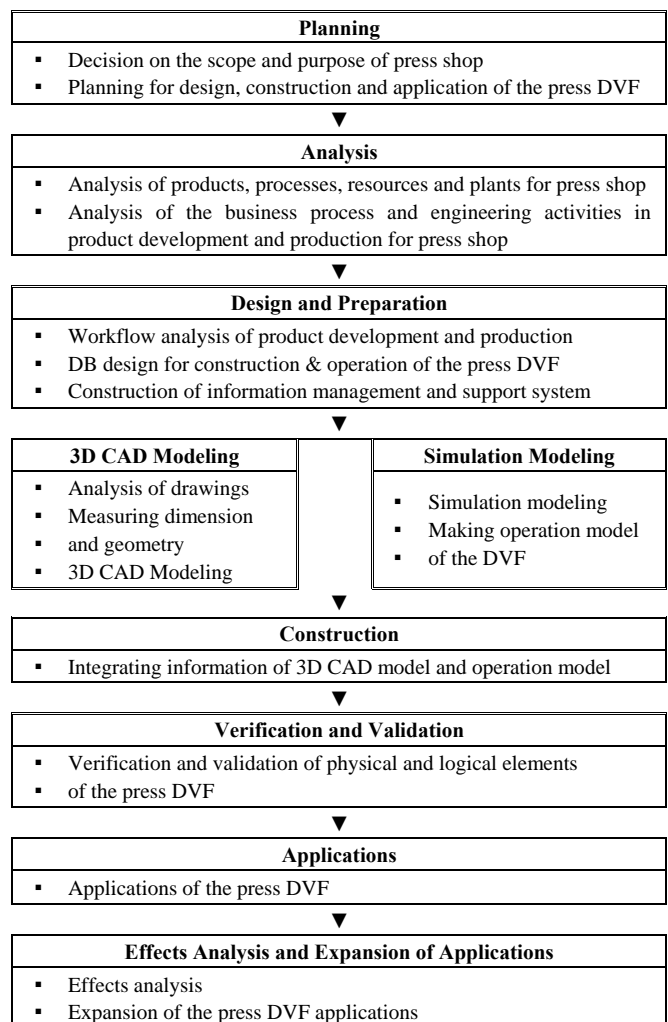 Planning
▪ Decision on the scope and purpose of press shop
▪ Planning for design, construction and application of the press DVF
▼
Analysis
▪ Analysis of products, processes, resources and plants for press shop
▪ Analysis of the business process and engineering activities in
product development and production for press shop
▼
Design and Preparation
▪ Workflow analysis of product development and production
▪ DB design for construction & operation of the press DVF
▪ Construction of information management and support system
▼
3D CAD Modeling
▪ Analysis of drawings
▪ Measuring dimension
▪ and geometry
▪ 3D CAD Modeling
Simulation Modeling
▪ Simulation modeling
▪ Making operation model
▪ of the DVF
▼
Construction
▪ Integrating information of 3D CAD model and operation model
▼
Verification and Validation
▪ Verification and validation of physical and logical elements
▪ of the press DVF
▼
Applications
▪ Applications of the press DVF
▼
Effects Analysis and Expansion of Applications
▪ Effects analysis
▪ Expansion of the press DVF applications